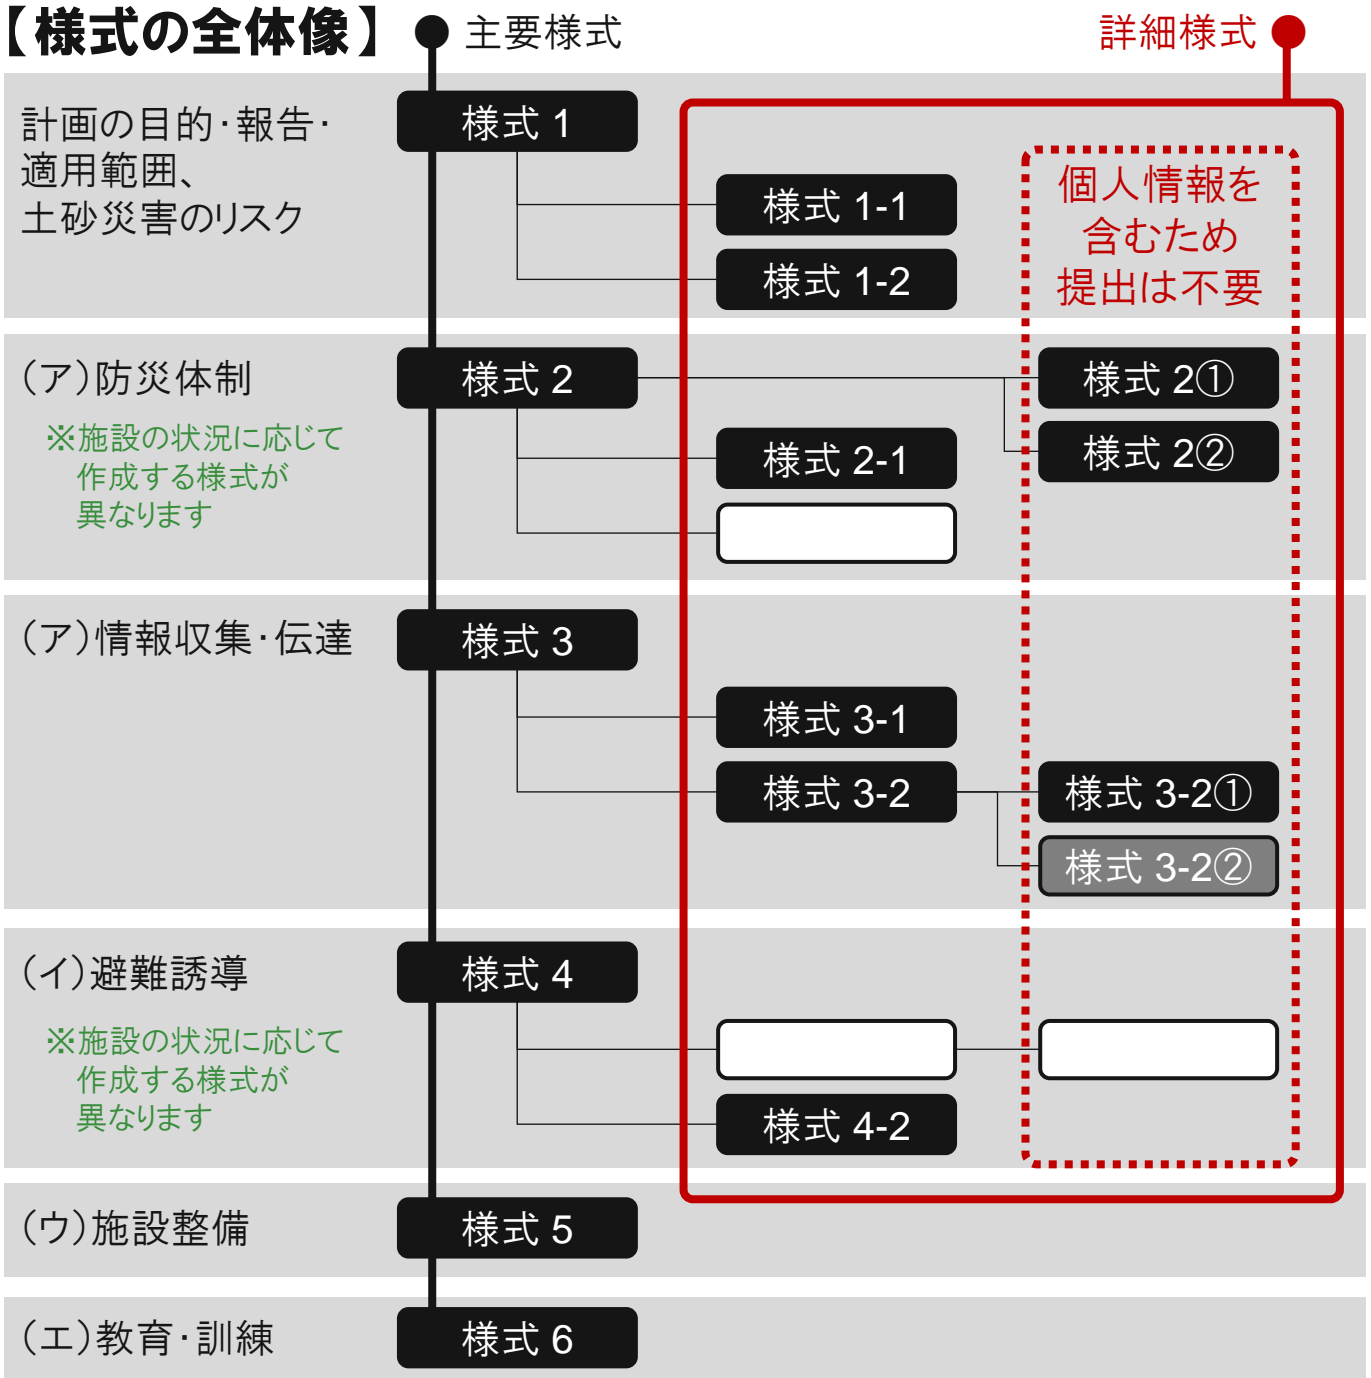 【様式の全体像】
主要様式
詳細様式
計画の目的・報告・
適用範囲、
土砂災害のリスク
様式 1
様式 1-1
様式 1-2
個人情報を
含むため
提出は不要
(ア)防災体制
※施設の状況に応じて
作成する様式が
異なります
様式 2
様式 2-1
様式 2①
様式 2②
(ア)情報収集・伝達
様式 3
様式 3-1
様式 3-2
様式 3-2①
様式 3-2②
(イ)避難誘導
※施設の状況に応じて
作成する様式が
異なります
様式 4
様式 4-2
(ウ)施設整備
様式 5
(エ)教育・訓練
様式 6